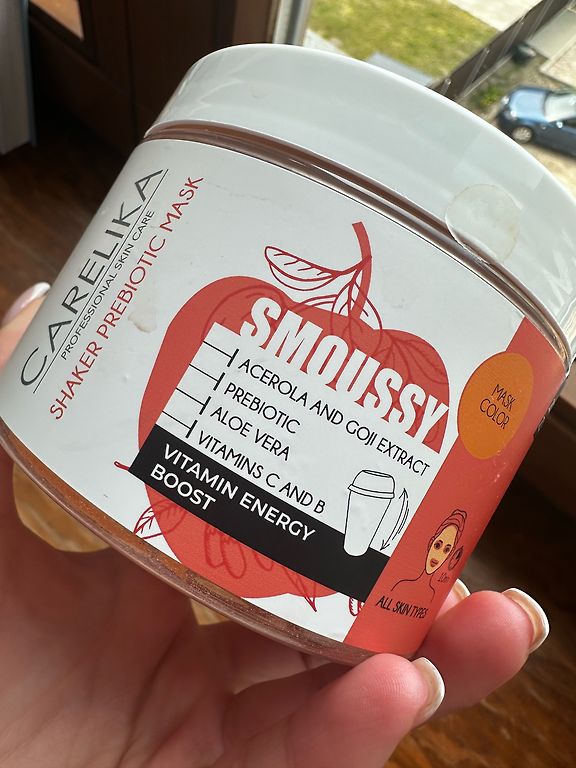 CARELIKA
PROFESSIONAL SKIN CARE
SHAKER PREBIOTIC MASK
SMOUSSY
ACEROLA AND GOJI EXTRACT
PREBIOTIC
ALOE VERA
VITAMINS C AND B
VITAMIN ENERGY
BOOST
MASK
COLOR
ALL SKIN TYPES